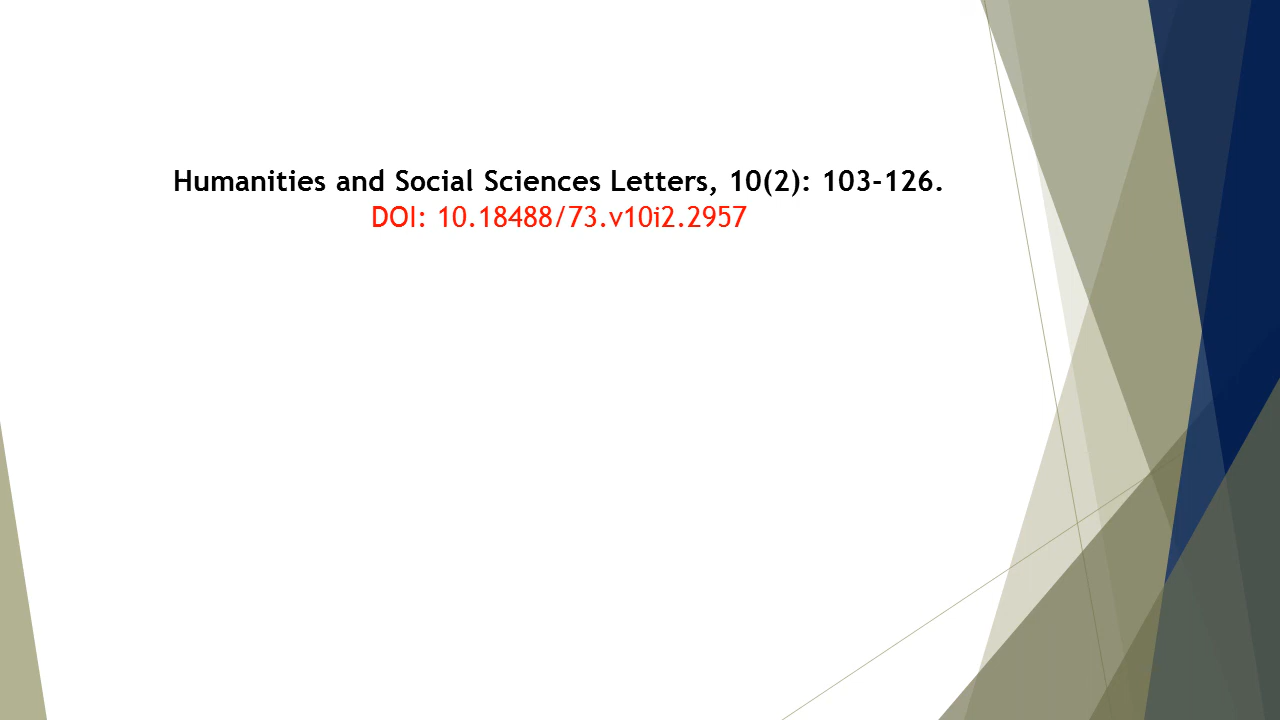 Humanities and Social Sciences Letters, 10(2): 103-126.
DOI: 10.18488/73.v10i2.2957